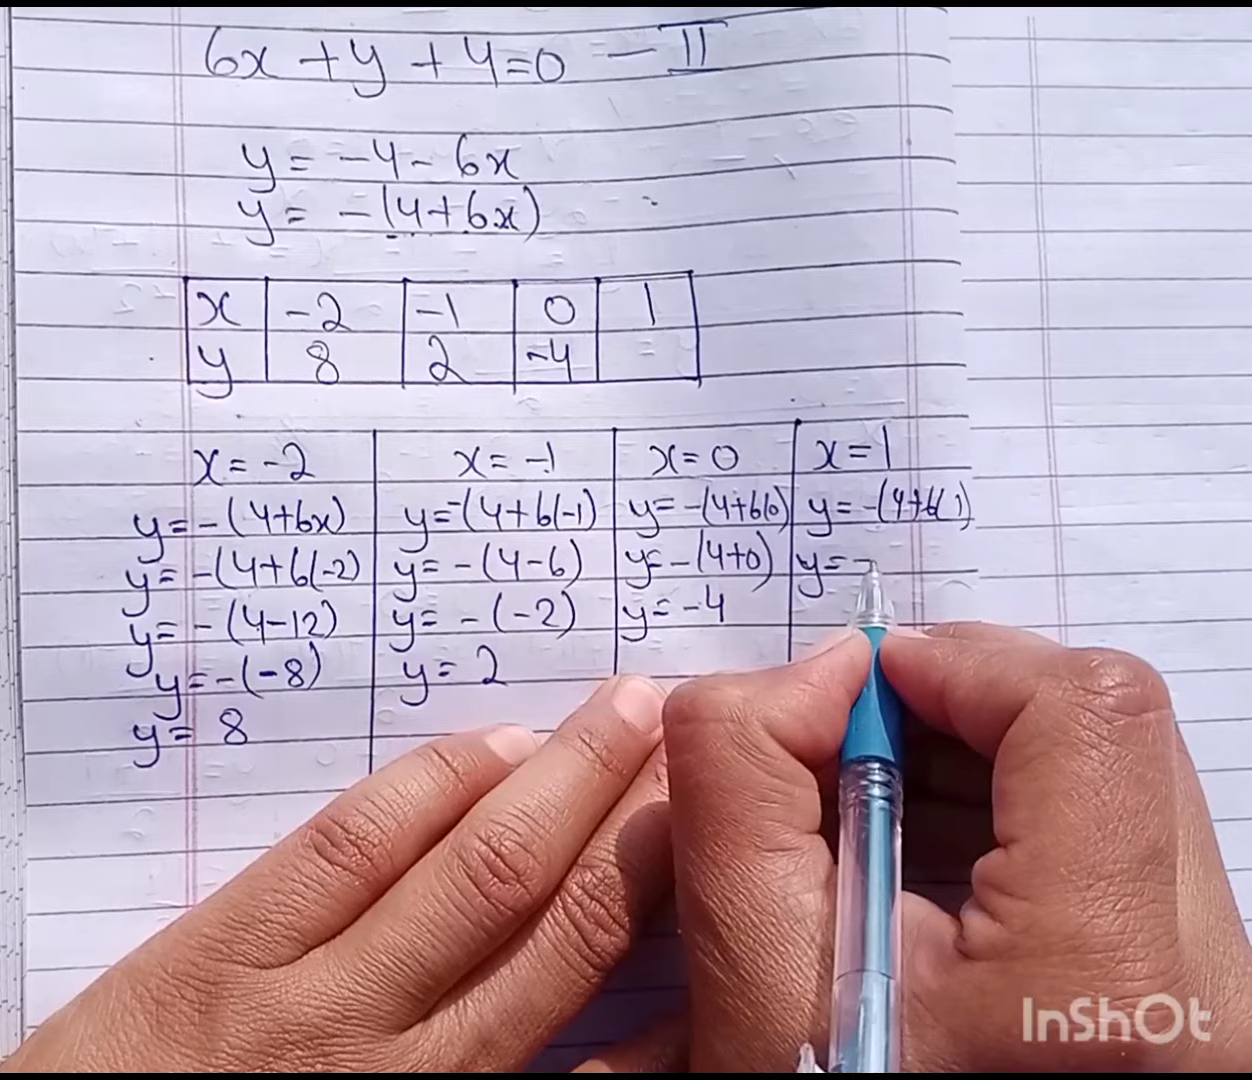 6x + y + 4 = 0 - II
y = -4 - 6x
y = -(4+6x)
x -2 -1 0 1
y 8 2 -4
x = -2
y = -(4+6x)
y = -(4+6(-2)
y = -(4-12)
y = -(-8)
y = 8
x = -1
y = -(4+6(-1)
y = -(4-6)
y = -(-2)
y = 2
x = 0
y = -(4+6(0)
y = -(4+0)
y = -4
x = 1
y = -(4+6(1)
y = -
InShOt